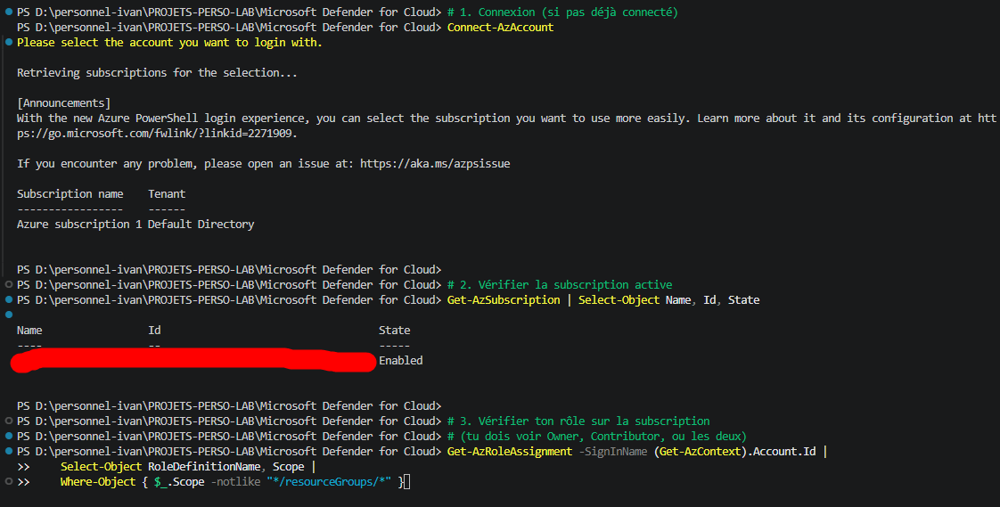 PS D:\personnel-ivan\PROJETS-PERSO-LAB\Microsoft Defender for Cloud> # 1. Connexion (si pas déjà connecté)
PS D:\personnel-ivan\PROJETS-PERSO-LAB\Microsoft Defender for Cloud> Connect-AzAccount
Please select the account you want to login with.
Retrieving subscriptions for the selection...
[Announcements]
With the new Azure PowerShell login experience, you can select the subscription you want to use more easily. Learn more about it and its configuration at htt
ps://go.microsoft.com/fwlink/?linkid=2271909.
If you encounter any problem, please open an issue at: https://aka.ms/azpsissue
Subscription name    Tenant
-----------------    ------
Azure subscription 1 Default Directory
PS D:\personnel-ivan\PROJETS-PERSO-LAB\Microsoft Defender for Cloud>
PS D:\personnel-ivan\PROJETS-PERSO-LAB\Microsoft Defender for Cloud> # 2. Vérifier la subscription active
PS D:\personnel-ivan\PROJETS-PERSO-LAB\Microsoft Defender for Cloud> Get-AzSubscription | Select-Object Name, Id, State
Name                 Id                                   State
----                 --                                   -----
Enabled
PS D:\personnel-ivan\PROJETS-PERSO-LAB\Microsoft Defender for Cloud>
PS D:\personnel-ivan\PROJETS-PERSO-LAB\Microsoft Defender for Cloud> # 3. Vérifier ton rôle sur la subscription
PS D:\personnel-ivan\PROJETS-PERSO-LAB\Microsoft Defender for Cloud> # (tu dois voir Owner, Contributor, ou les deux)
PS D:\personnel-ivan\PROJETS-PERSO-LAB\Microsoft Defender for Cloud> Get-AzRoleAssignment -SignInName (Get-AzContext).Account.Id |
>>     Select-Object RoleDefinitionName, Scope |
>>     Where-Object { $_.Scope -notlike "*/resourceGroups/*" }